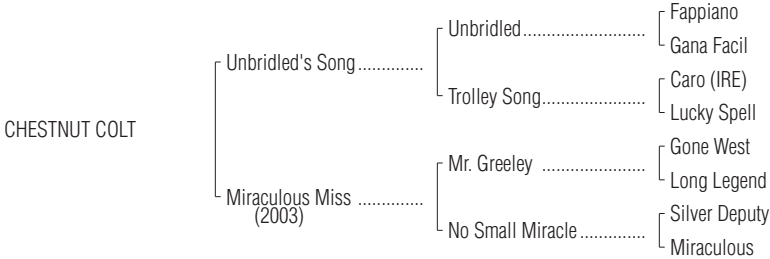 Fappiano
Unbridled..........................
Gana Facil
Unbridled's Song..............
Caro (IRE)
Trolley Song......................
Lucky Spell
CHESTNUT COLT
Gone West
Mr. Greeley ......................
Long Legend
Miraculous Miss ..............
(2003)
Silver Deputy
No Small Miracle..............
Miraculous